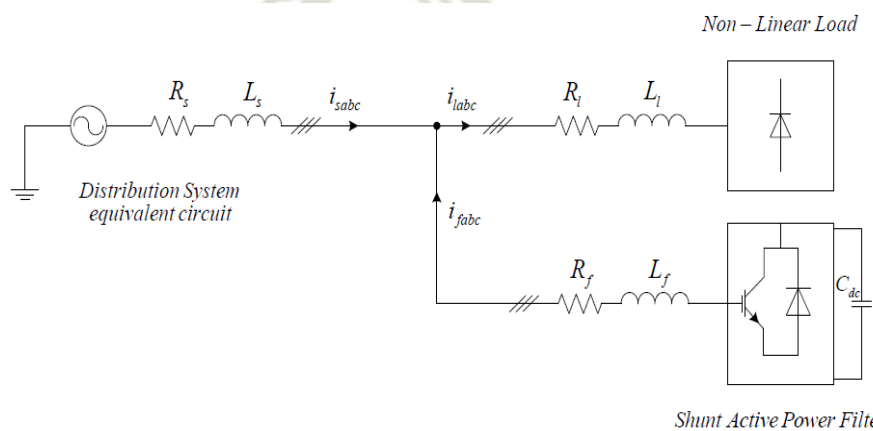 Non – Linear Load
R_s
L_s
i_sabc
i_labc
R_l
L_l
Distribution System
equivalent circuit
i_fabc
R_f
L_f
C_dc
Shunt Active Power Filte